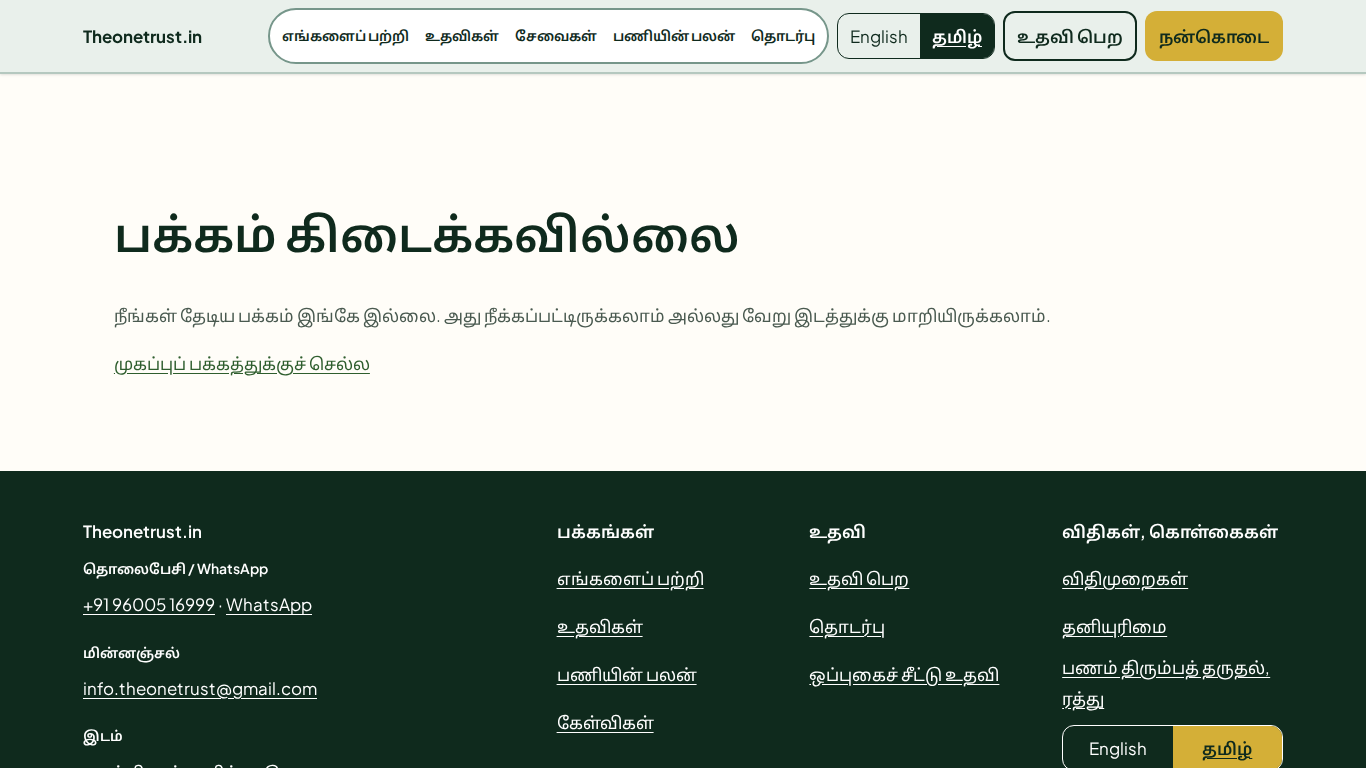 Theonetrust.in
எங்களைப் பற்றி
உதவிகள்
சேவைகள்
பணியின் பலன்
தொடர்பு
English
தமிழ்
உதவி பெற
நன்கொடை
பக்கம் கிடைக்கவில்லை
நீங்கள் தேடிய பக்கம் இங்கே இல்லை. அது நீக்கப்பட்டிருக்கலாம் அல்லது வேறு இடத்துக்கு மாறியிருக்கலாம்.
முகப்புப் பக்கத்துக்குச் செல்ல
Theonetrust.in
தொலைபேசி / WhatsApp
+91 96005 16999 · WhatsApp
மின்னஞ்சல்
info.theonetrust@gmail.com
இடம்
பக்கங்கள்
எங்களைப் பற்றி
உதவிகள்
பணியின் பலன்
கேள்விகள்
உதவி
உதவி பெற
தொடர்பு
ஒப்புகைச் சீட்டு உதவி
விதிகள், கொள்கைகள்
விதிமுறைகள்
தனியுரிமை
பணம் திரும்பத் தருதல்,
ரத்து
English
தமிழ்